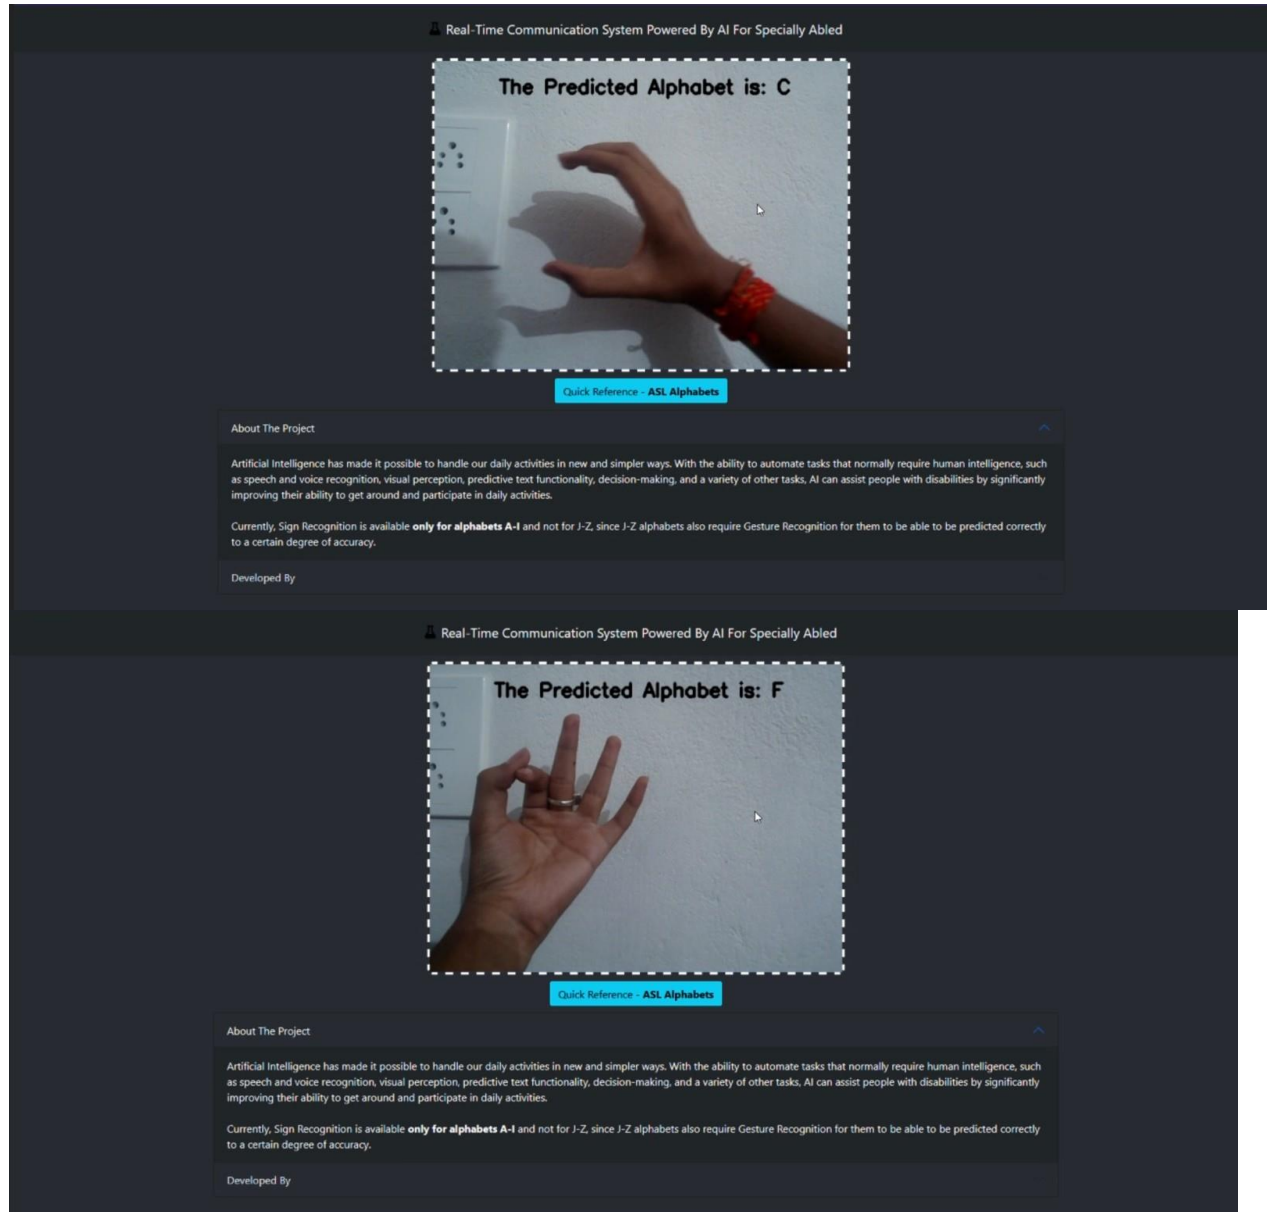 Real-Time Communication System Powered By AI For Specially Abled
The Predicted Alphabet is: C
Quick Reference - ASL Alphabets
About The Project
Artificial Intelligence has made it possible to handle our daily activities in new and simpler ways. With the ability to automate tasks that normally require human intelligence, such
as speech and voice recognition, visual perception, predictive text functionality, decision-making, and a variety of other tasks, AI can assist people with disabilities by significantly
improving their ability to get around and participate in daily activities.
Currently, Sign Recognition is available only for alphabets A-I and not for J-Z, since J-Z alphabets also require Gesture Recognition for them to be able to be predicted correctly
to a certain degree of accuracy.
Developed By
Real-Time Communication System Powered By AI For Specially Abled
The Predicted Alphabet is: F
Quick Reference - ASL Alphabets
About The Project
Artificial Intelligence has made it possible to handle our daily activities in new and simpler ways. With the ability to automate tasks that normally require human intelligence, such
as speech and voice recognition, visual perception, predictive text functionality, decision-making, and a variety of other tasks, AI can assist people with disabilities by significantly
improving their ability to get around and participate in daily activities.
Currently, Sign Recognition is available only for alphabets A-I and not for J-Z, since J-Z alphabets also require Gesture Recognition for them to be able to be predicted correctly
to a certain degree of accuracy.
Developed By